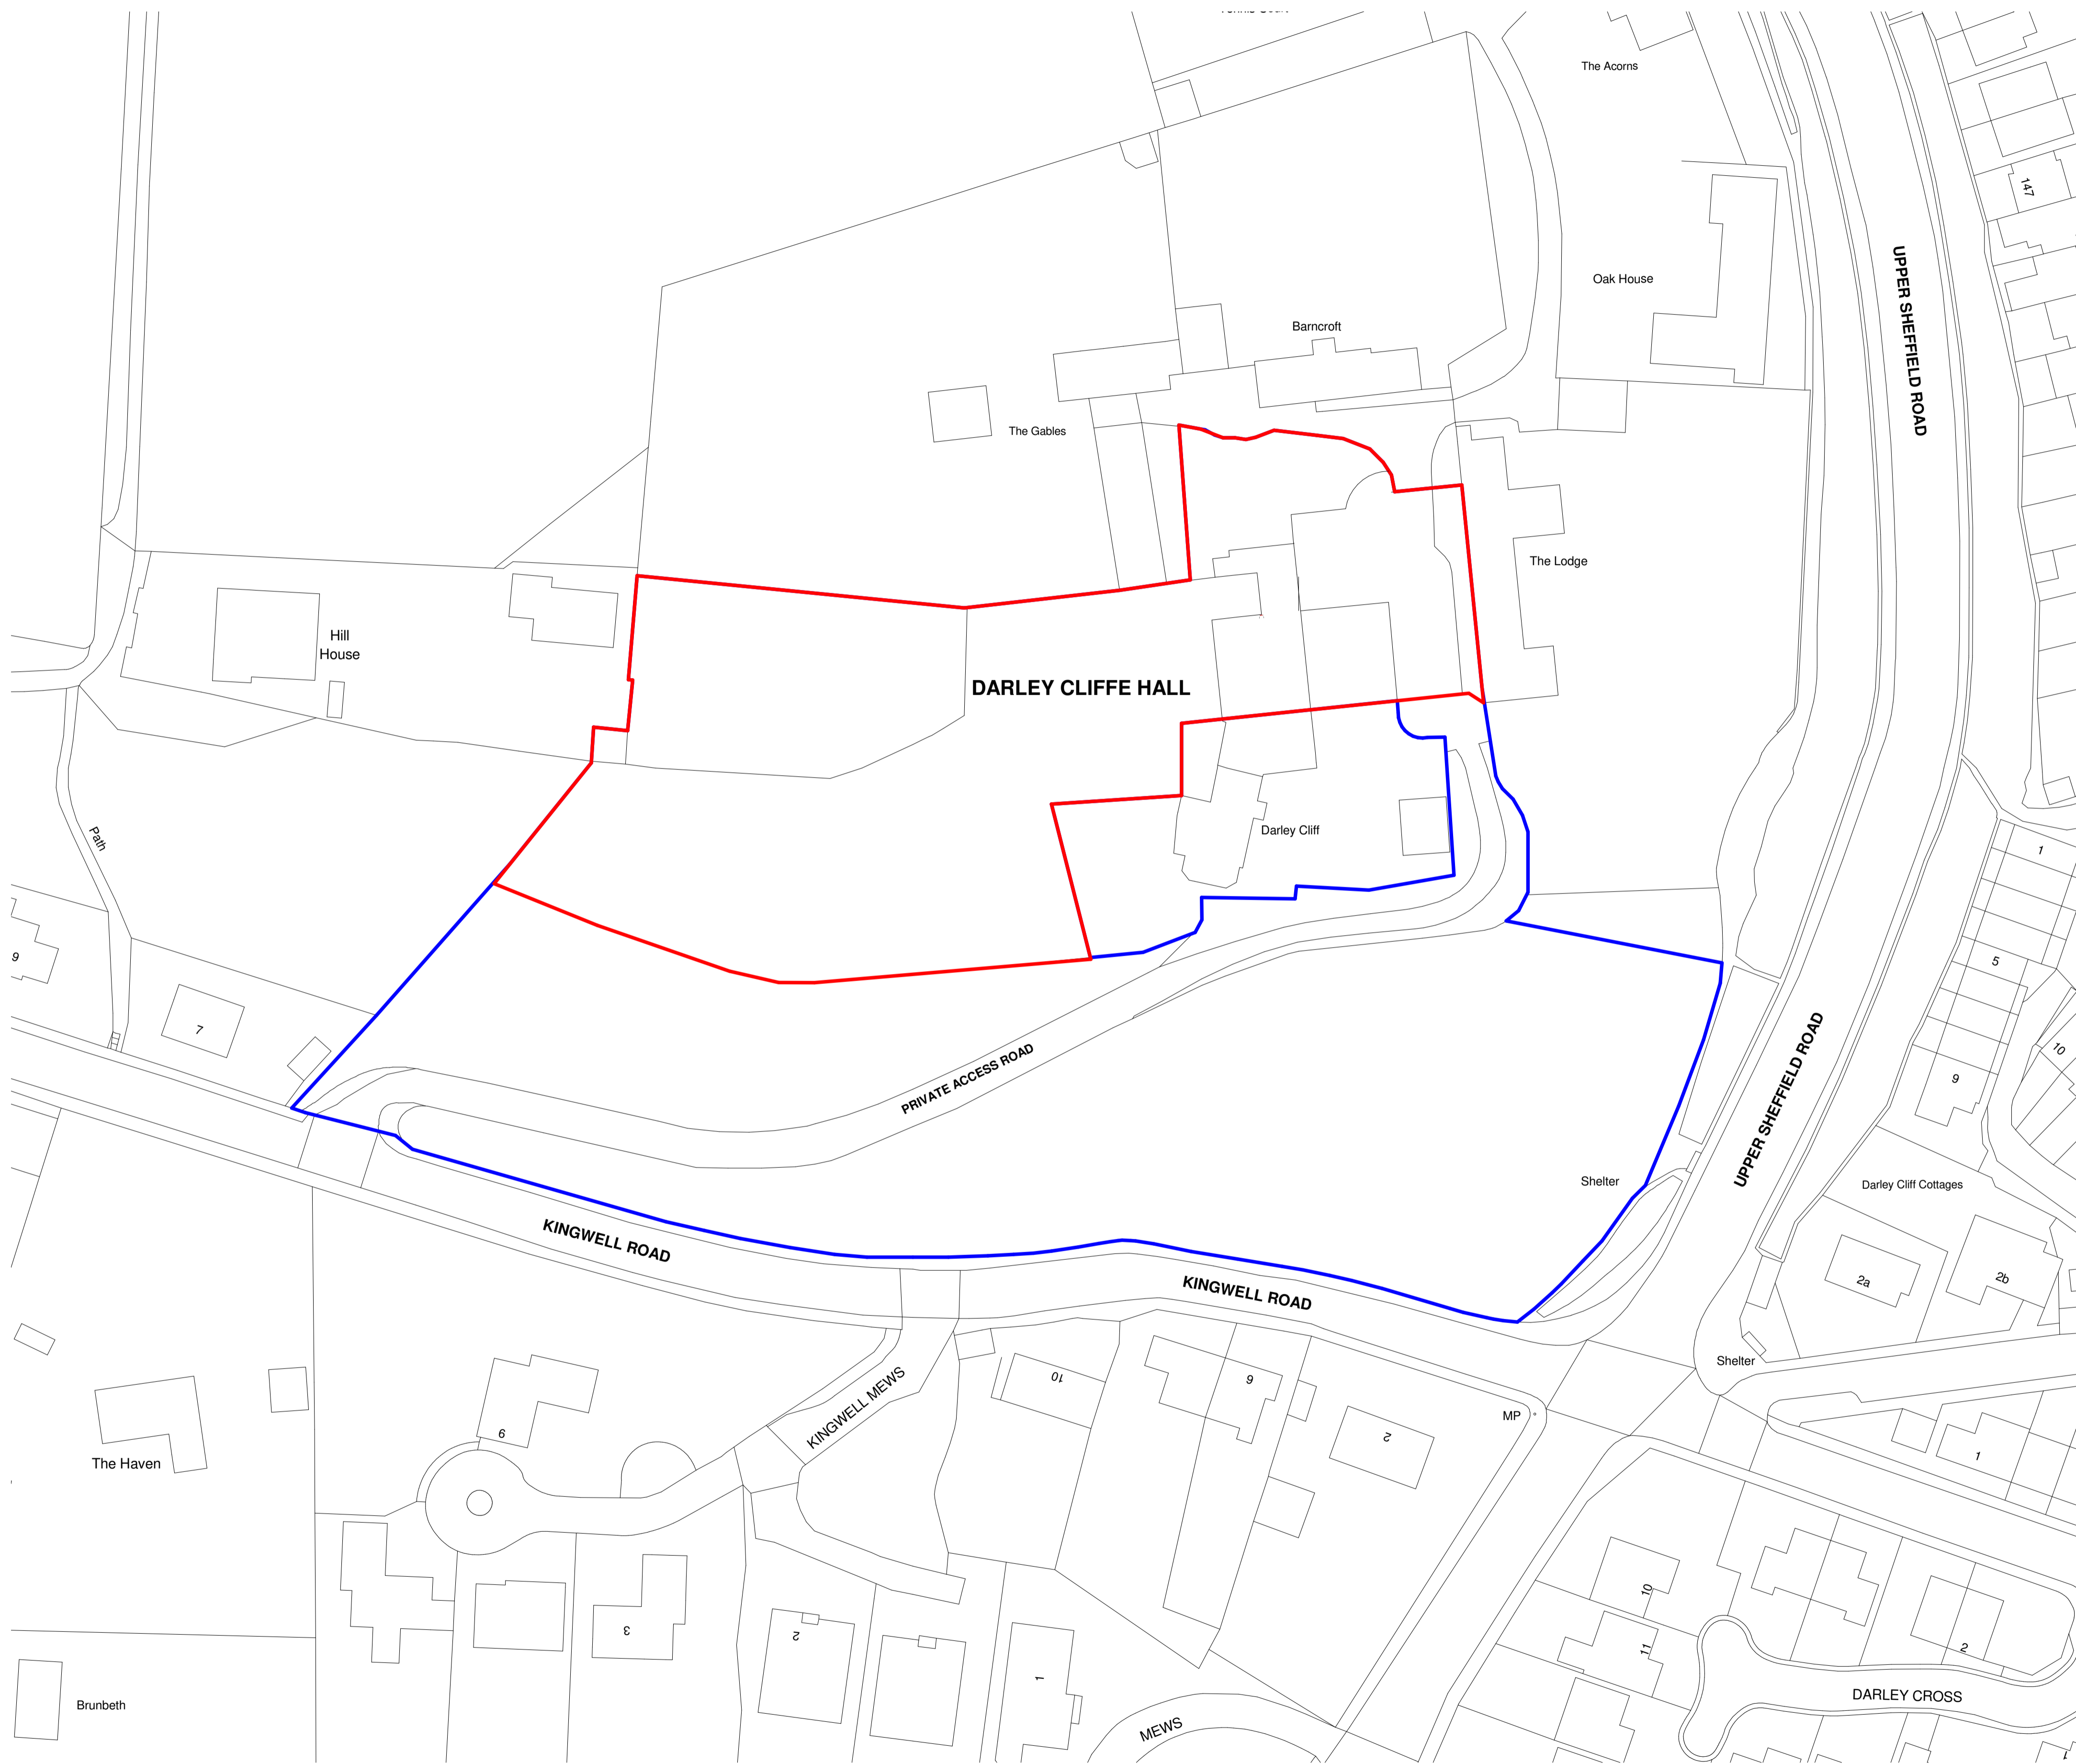 The Acorns
147
Oak House
UPPER SHEFFIELD ROAD
Barncroft
The Gables
The Lodge
Hill
House
DARLEY CLIFFE HALL
Path
Darley Cliff
1
9
5
7
10
9
PRIVATE ACCESS ROAD
UPPER SHEFFIELD ROAD
Shelter
Darley Cliff Cottages
KINGWELL ROAD
KINGWELL ROAD
2a
2b
Shelter
KINGWELL MEWS
10
6
MP
2
9
The Haven
1
10
3
2
11
2
1
Brunbeth
DARLEY CROSS
MEWS
1